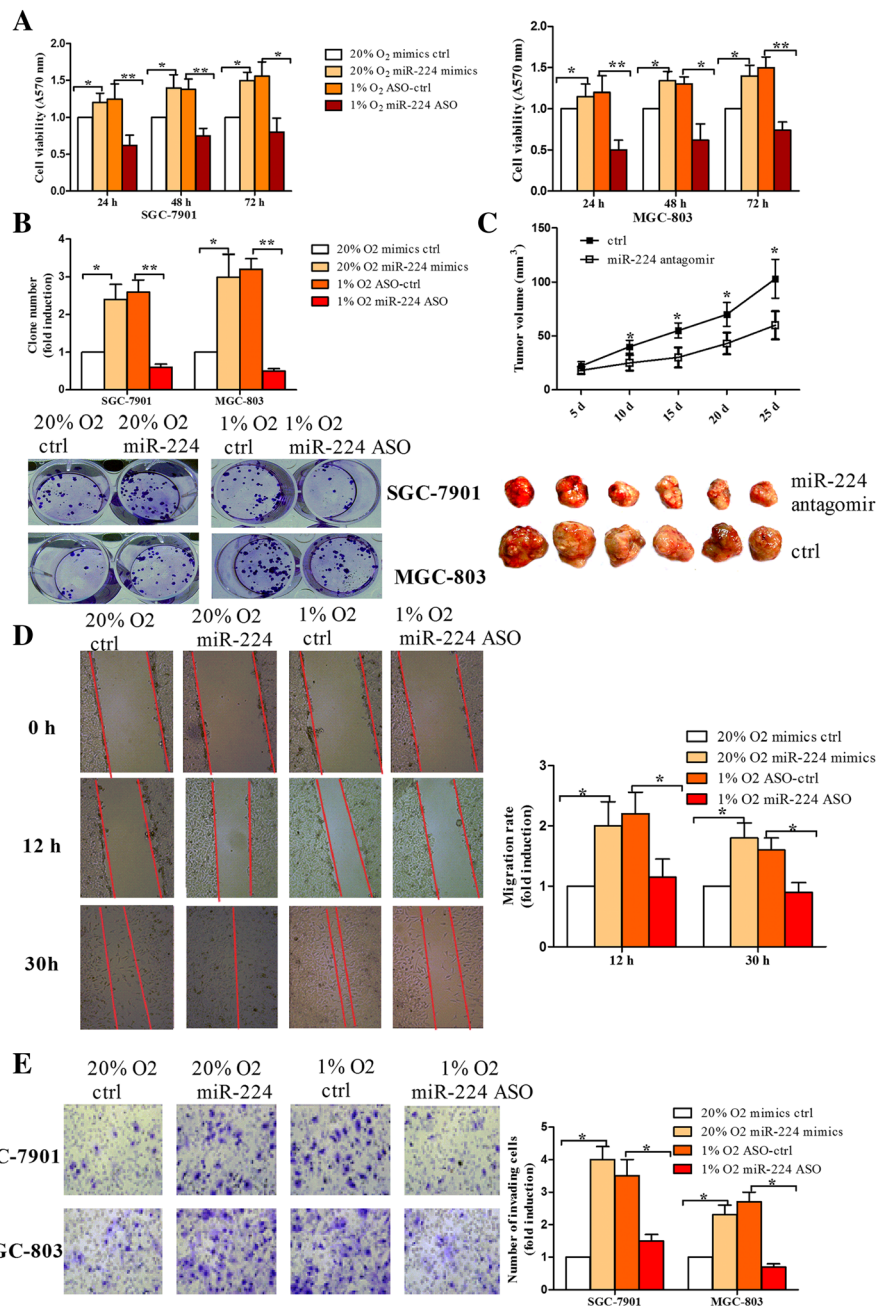 A
Cell viability (A570 nm)
2.0
1.5
1.0
0.5
0.0
* ** * ** * *
24 h 48 h 72 h
SGC-7901
20% O2 mimics ctrl
20% O2 miR-224 mimics
1% O2 ASO-ctrl
1% O2 miR-224 ASO
Cell viability (A570 nm)
2.0
1.5
1.0
0.5
0.0
* ** * * * **
24 h 48 h 72 h
MGC-803
B
Clone number
(fold induction)
4
3
2
1
0
* ** * **
SGC-7901 MGC-803
20% O2 mimics ctrl
20% O2 miR-224 mimics
1% O2 ASO-ctrl
1% O2 miR-224 ASO
C
Tumor volume (mm3)
150
100
50
0
ctrl
miR-224 antagomir
* * * *
5 d 10 d 15 d 20 d 25 d
20% O2 20% O2 1% O2 1% O2
ctrl miR-224 ctrl miR-224 ASO
SGC-7901
MGC-803
miR-224
antagomir
ctrl
D
20% O2 20% O2 1% O2 1% O2
ctrl miR-224 ctrl miR-224 ASO
0 h
12 h
30h
Migration rate
(fold induction)
3
2
1
0
* * * *
12 h 30 h
20% O2 mimics ctrl
20% O2 miR-224 mimics
1% O2 ASO-ctrl
1% O2 miR-224 ASO
E
20% O2 20% O2 1% O2 1% O2
ctrl miR-224 ctrl miR-224 ASO
C-7901
GC-803
Number of invading cells
(fold induction)
5
4
3
2
1
0
* * * *
SGC-7901 MGC-803
20% O2 mimics ctrl
20% O2 miR-224 mimics
1% O2 ASO-ctrl
1% O2 miR-224 ASO